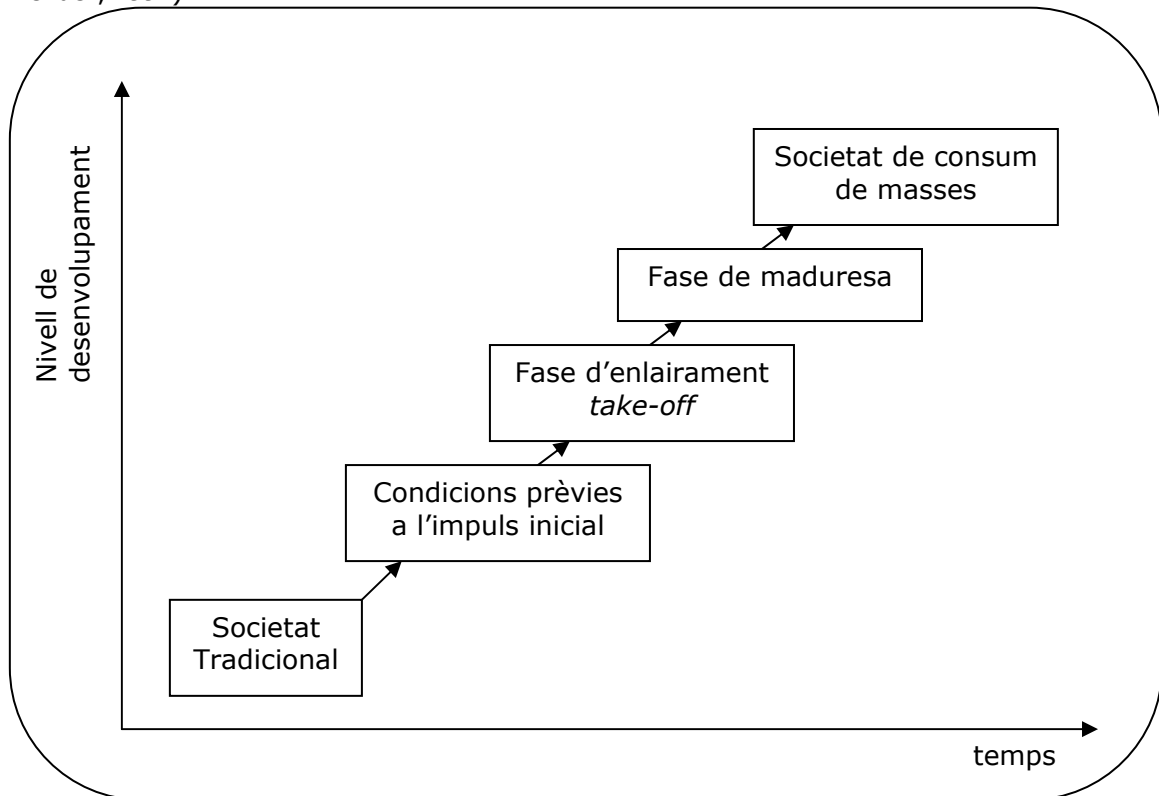 Nivell de
desenvolupament
Societat de consum
de masses
Fase de maduresa
Fase d’enlairament
take-off
Condicions prèvies
a l’impuls inicial
Societat
Tradicional
temps